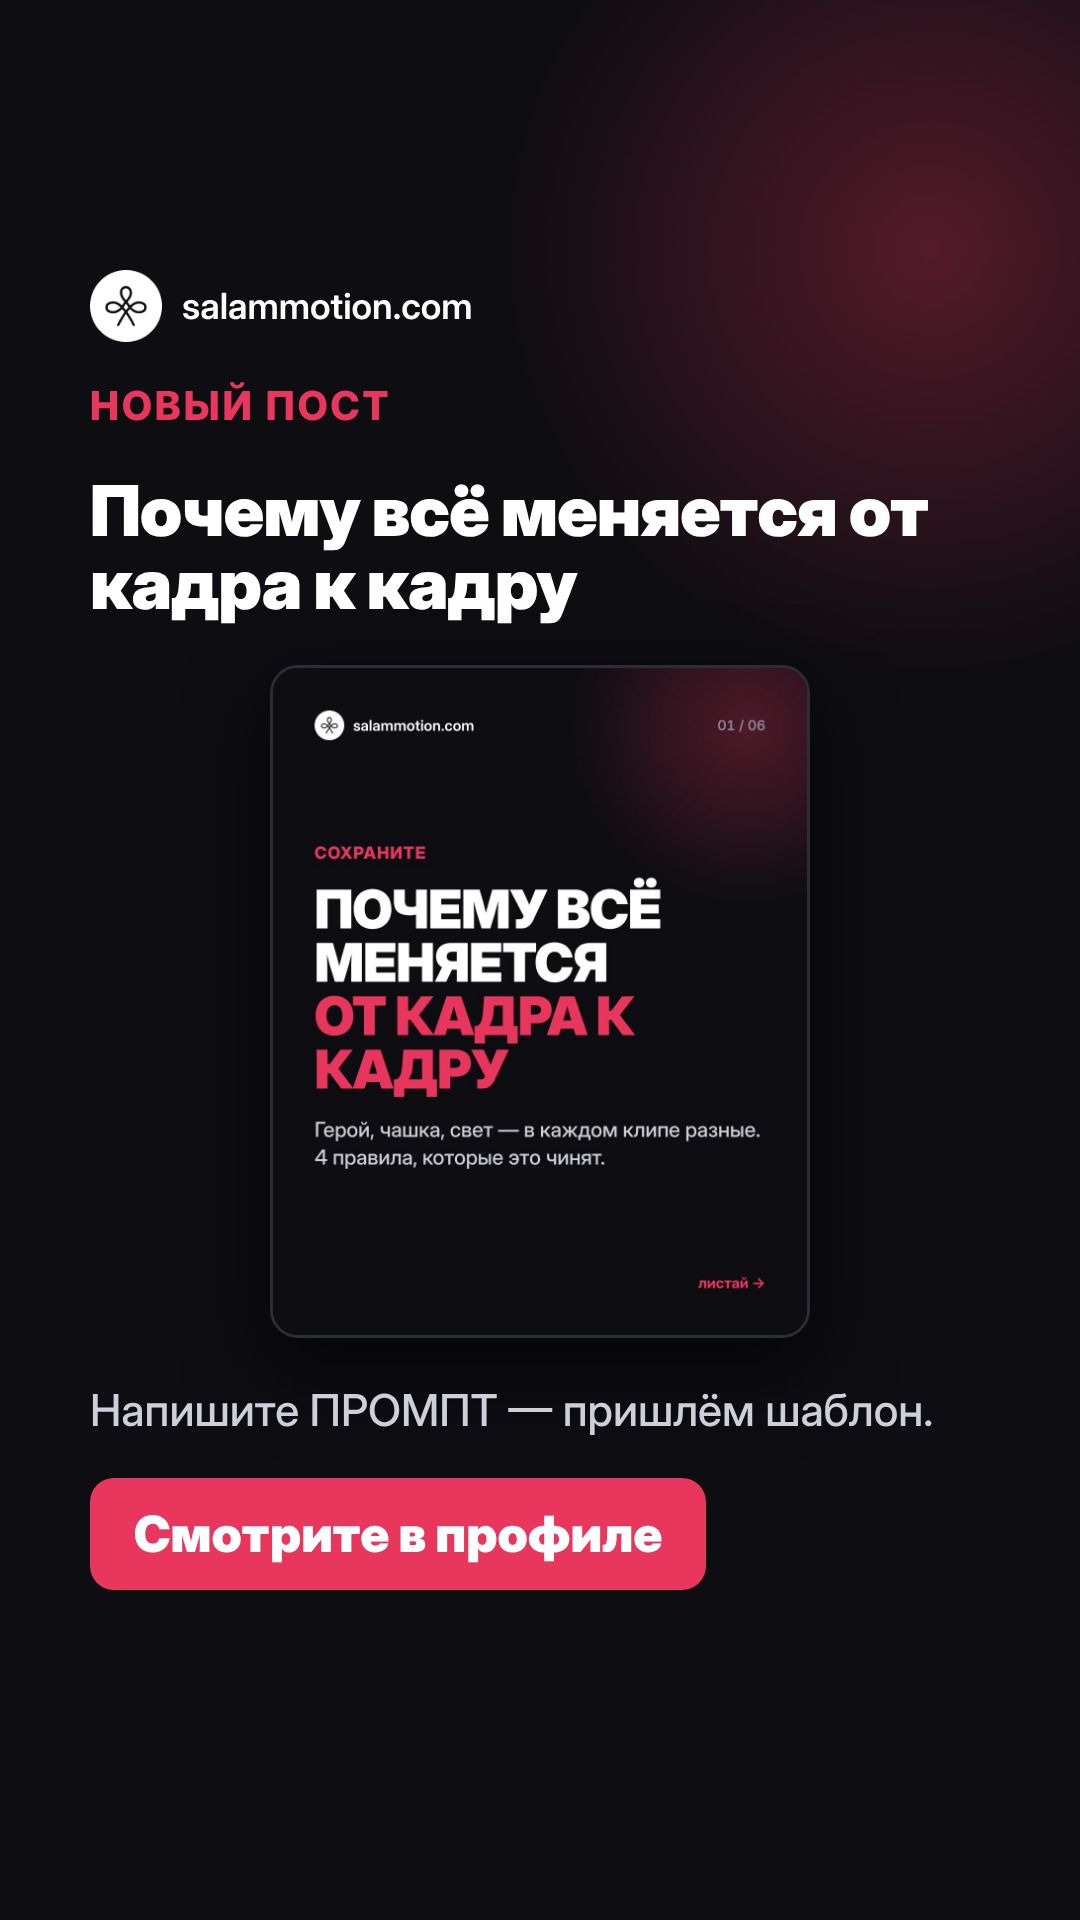 salammotion.com
НОВЫЙ ПОСТ
Почему всё меняется от
кадра к кадру
salammotion.com
01 / 06
СОХРАНИТЕ
ПОЧЕМУ ВСЁ
МЕНЯЕТСЯ
ОТ КАДРА К
КАДРУ
Герой, чашка, свет — в каждом клипе разные.
4 правила, которые это чинят.
листай →
Напишите ПРОМПТ — пришлём шаблон.
Смотрите в профиле